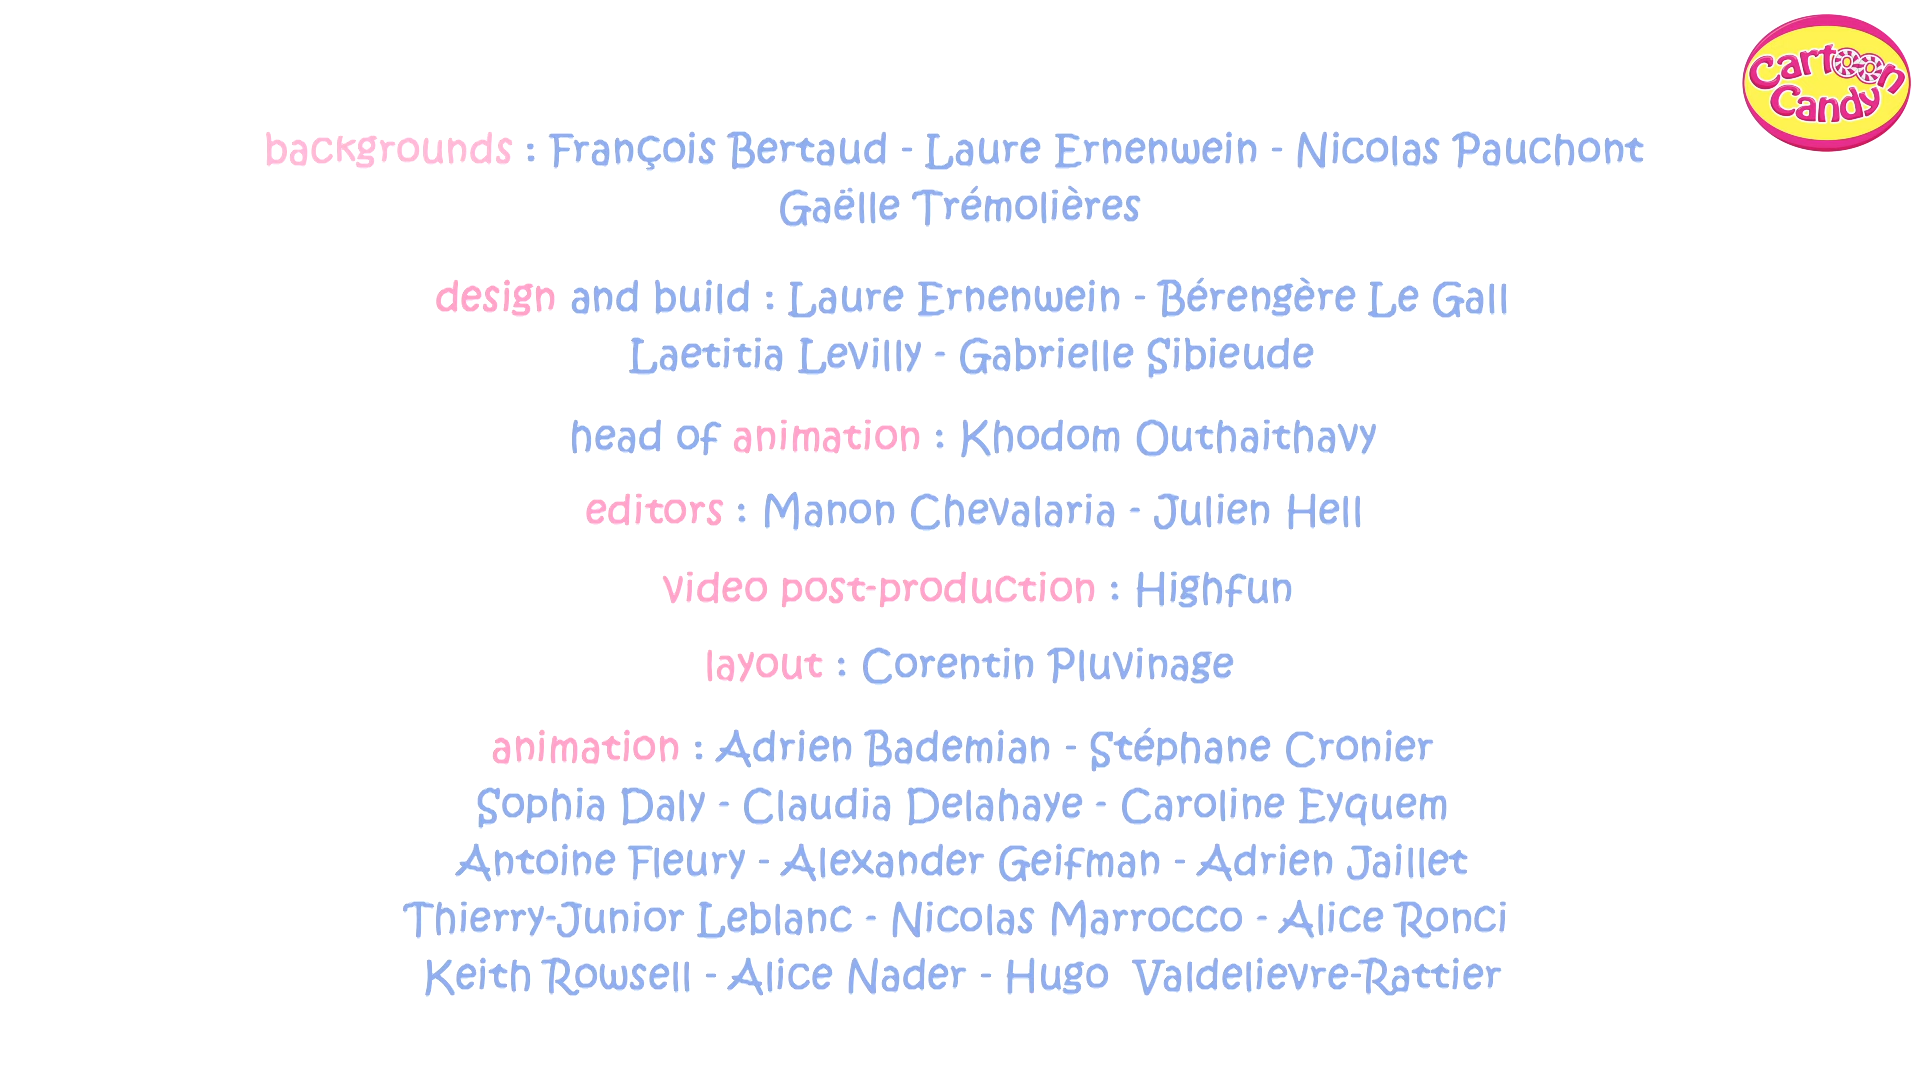 Cartoon
Candy
backgrounds : François Bertaud - Laure Ernenwein - Nicolas Pauchont
Gaëlle Trémolières
design and build : Laure Ernenwein - Bérengère Le Gall
Laetitia Levilly - Gabrielle Sibieude
head of animation : Khodom Outhaithavy
editors : Manon Chevalaria - Julien Hell
video post-production : Highfun
layout : Corentin Pluvinage
animation : Adrien Bademian - Stéphane Cronier
Sophia Daly - Claudia Delahaye - Caroline Eyquem
Antoine Fleury - Alexander Geifman - Adrien Jaillet
Thierry-Junior Leblanc - Nicolas Marrocco - Alice Ronci
Keith Rowsell - Alice Nader - Hugo Valdelievre-Rattier